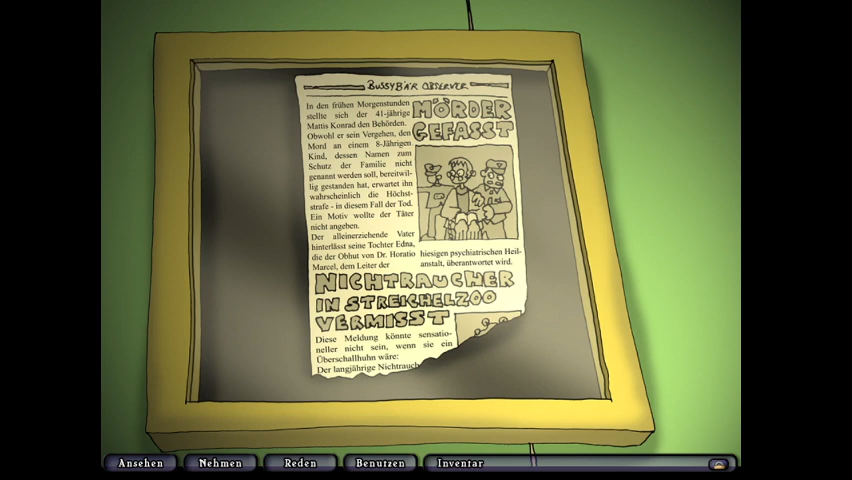 BUSSYBÄR OBSERVER
In den frühen Morgenstunden
stellte sich der 41-jährige
Mattis Konrad den Behörden.
Obwohl er sein Vergehen, den
Mord an einem 8-Jährigen
Kind, dessen Namen zum
Schutz der Familie nicht
genannt werden soll, bereitwil-
lig gestanden hat, erwartet ihn
wahrscheinlich die Höchst-
strafe - in diesem Fall der Tod.
Ein Motiv wollte der Täter
nicht angeben.
Der alleinerziehende Vater
hinterlässt seine Tochter Edna,
die der Obhut von Dr. Horatio
Marcel, dem Leiter der
MÖRDER
GEFASST
hiesigen psychiatrischen Heil-
anstalt, überantwortet wird.
NICHTRAUCHER
IN STREICHELZOO
VERMISST
Diese Meldung könnte sensatio-
neller nicht sein, wenn sie ein
Überschallhuhn wäre:
Der langjährige Nichtrauch
Ansehen Nehmen Reden Benutzen Inventar